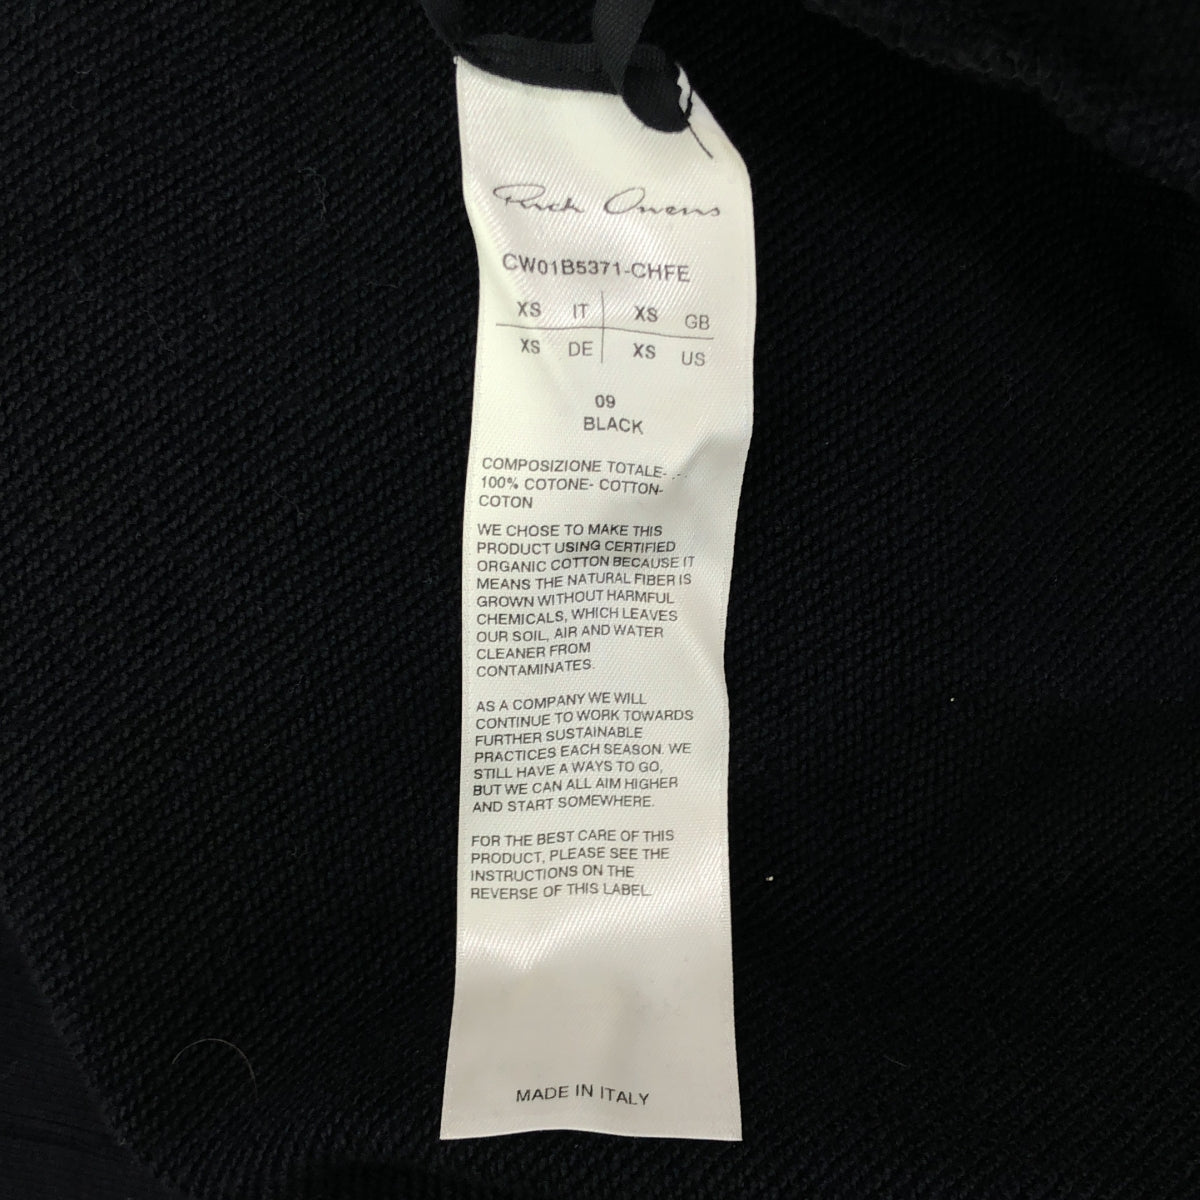 Rick Owens
CW01B5371-CHFE
XS IT XS GB
XS DE XS US
09
BLACK
COMPOSIZIONE TOTALE- --
100% COTONE- COTTON-
COTON
WE CHOSE TO MAKE THIS
PRODUCT USING CERTIFIED
ORGANIC COTTON BECAUSE IT
MEANS THE NATURAL FIBER IS
GROWN WITHOUT HARMFUL
CHEMICALS, WHICH LEAVES
OUR SOIL, AIR AND WATER
CLEANER FROM
CONTAMINATES.
AS A COMPANY WE WILL
CONTINUE TO WORK TOWARDS
FURTHER SUSTAINABLE
PRACTICES EACH SEASON. WE
STILL HAVE A WAYS TO GO,
BUT WE CAN ALL AIM HIGHER
AND START SOMEWHERE.
FOR THE BEST CARE OF THIS
PRODUCT, PLEASE SEE THE
INSTRUCTIONS ON THE
REVERSE OF THIS LABEL.
MADE IN ITALY